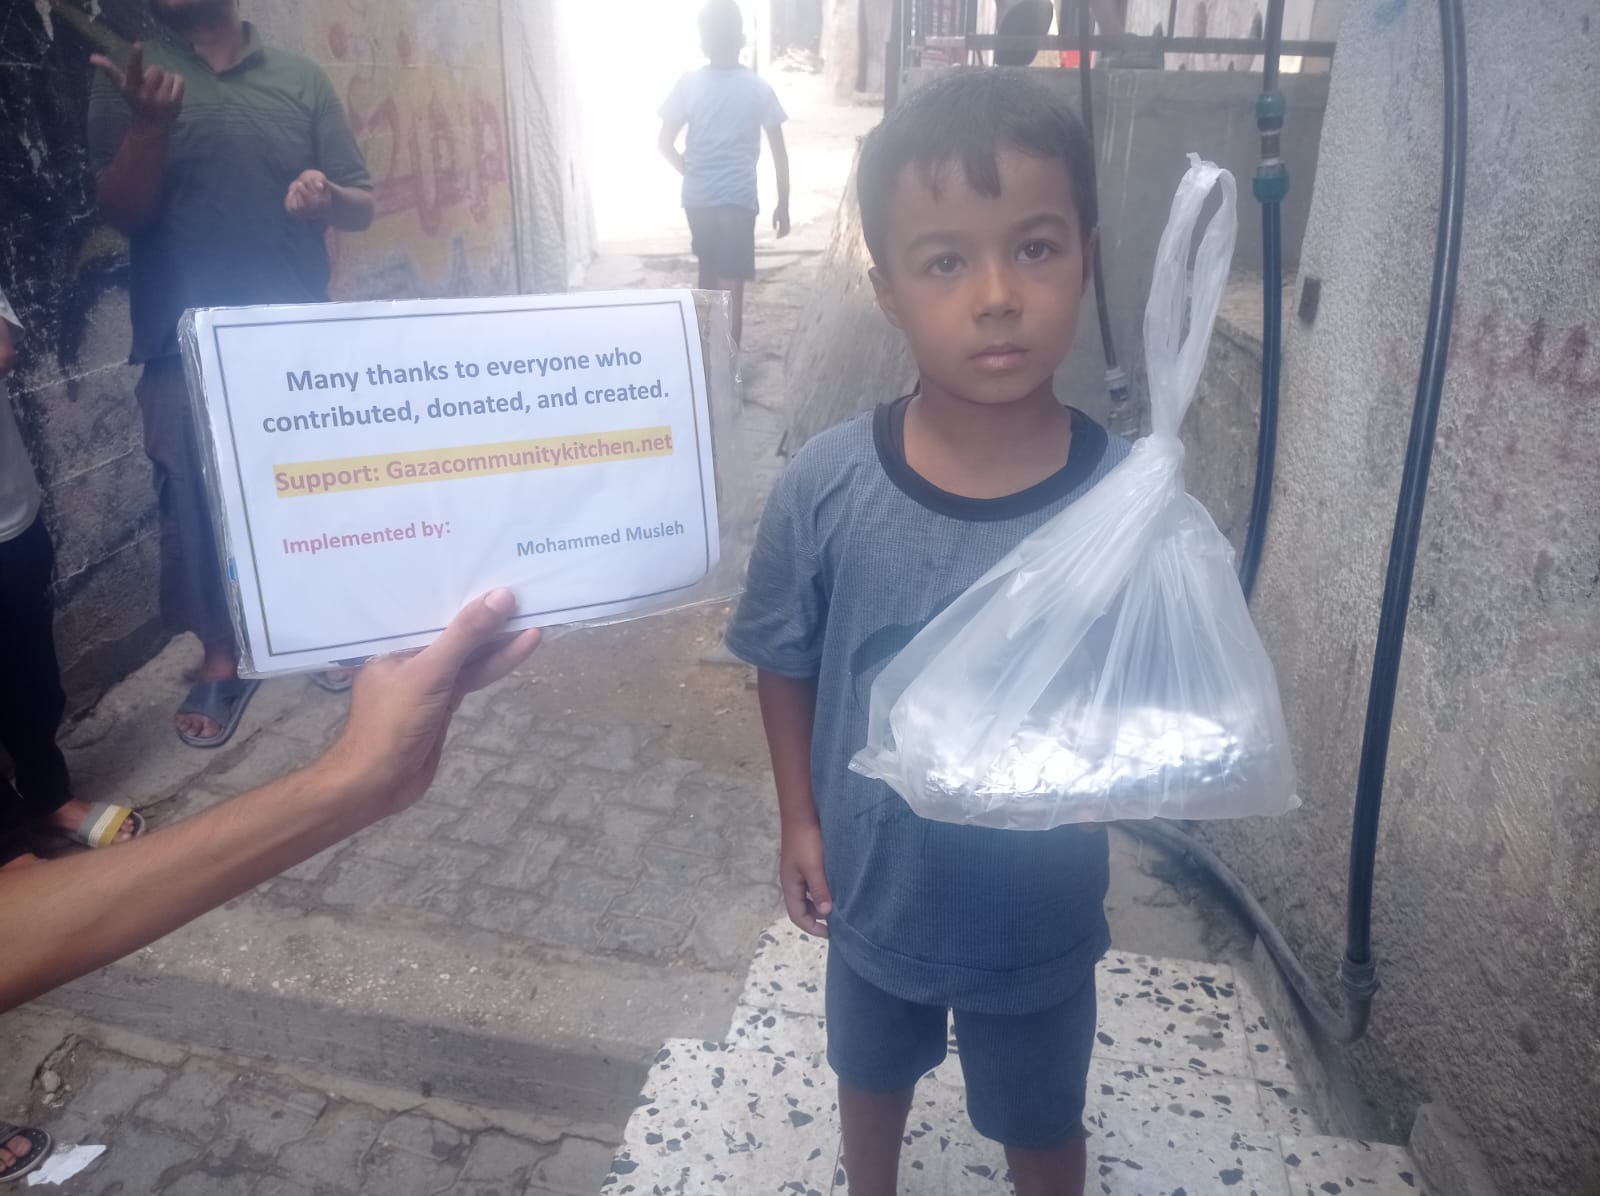 Many thanks to everyone who
contributed, donated, and created.
Support: Gazacommunitykitchen.net
Implemented by:
Mohammed Musleh